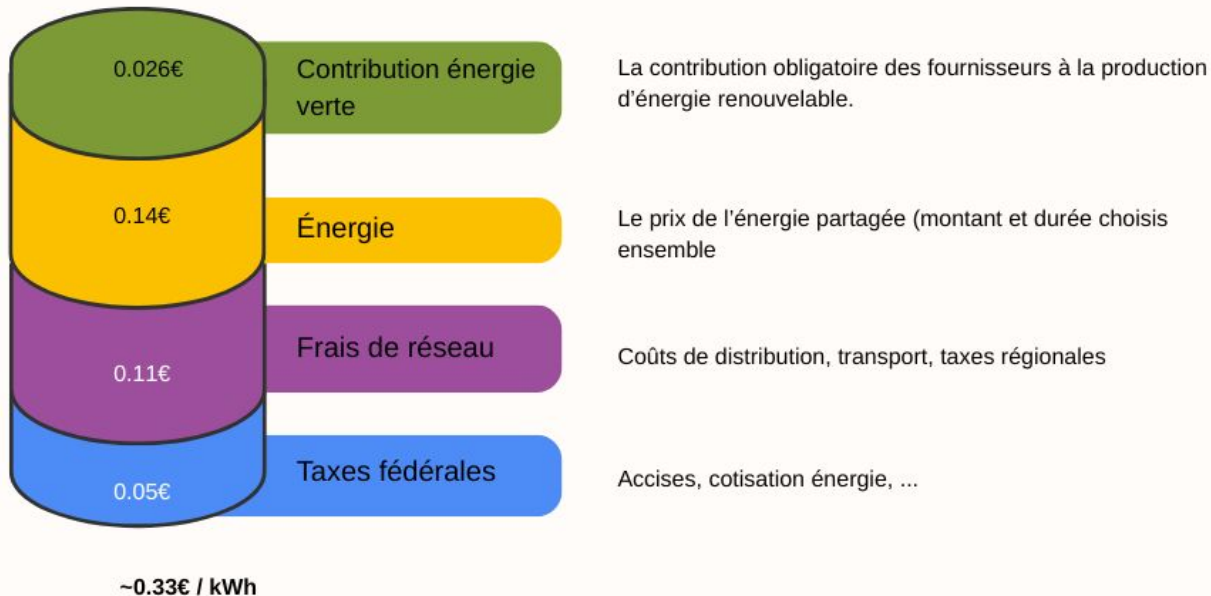 0.026€
Contribution énergie
verte
La contribution obligatoire des fournisseurs à la production
d’énergie renouvelable.
0.14€
Énergie
Le prix de l’énergie partagée (montant et durée choisis
ensemble
0.11€
Frais de réseau
Coûts de distribution, transport, taxes régionales
0.05€
Taxes fédérales
Accises, cotisation énergie, ...
~0.33€ / kWh